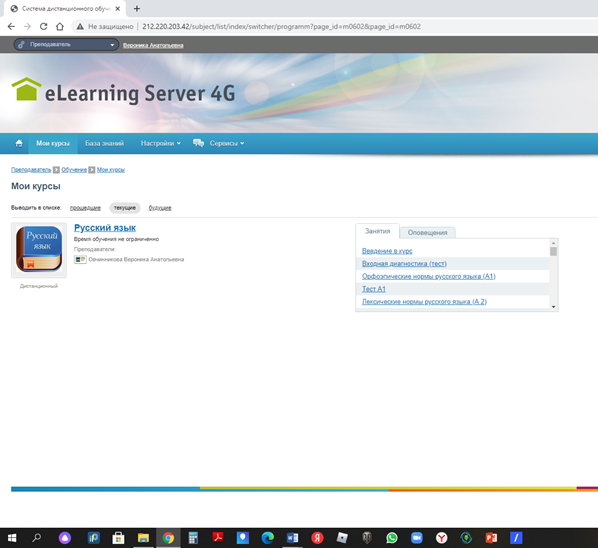 Система дистанционного обуч
Не защищено | 212.220.203.42/subject/list/index/switcher/programm?page_id=m0602&page_id=m0602
Преподаватель Вероника Анатольевна
eLearning Server 4G
Мои курсы База знаний Настройки Сервисы
Преподаватель Обучение Мои курсы
Мои курсы
Выводить в списке: прошедшие текущие будущие
Русский язык
Русский язык
Время обучения не ограничено
Преподаватели:
Овчинникова Вероника Анатольевна
Дистанционный
Занятия Оповещения
Введение в курс
Входная диагностика (тест)
Орфоэпические нормы русского языка (А1)
Тест А1
Лексические нормы русского языка (А 2)